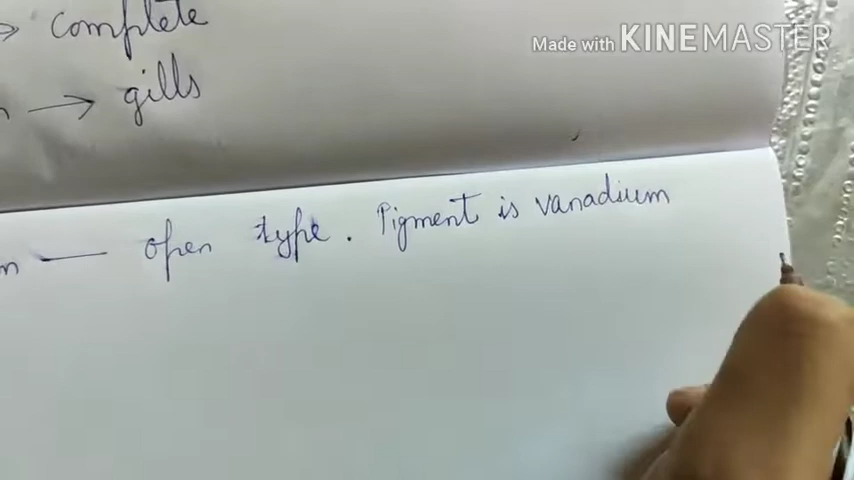 Made with KINEMASTER
→ complete
→ gills
— open type. Pigment is vanadium